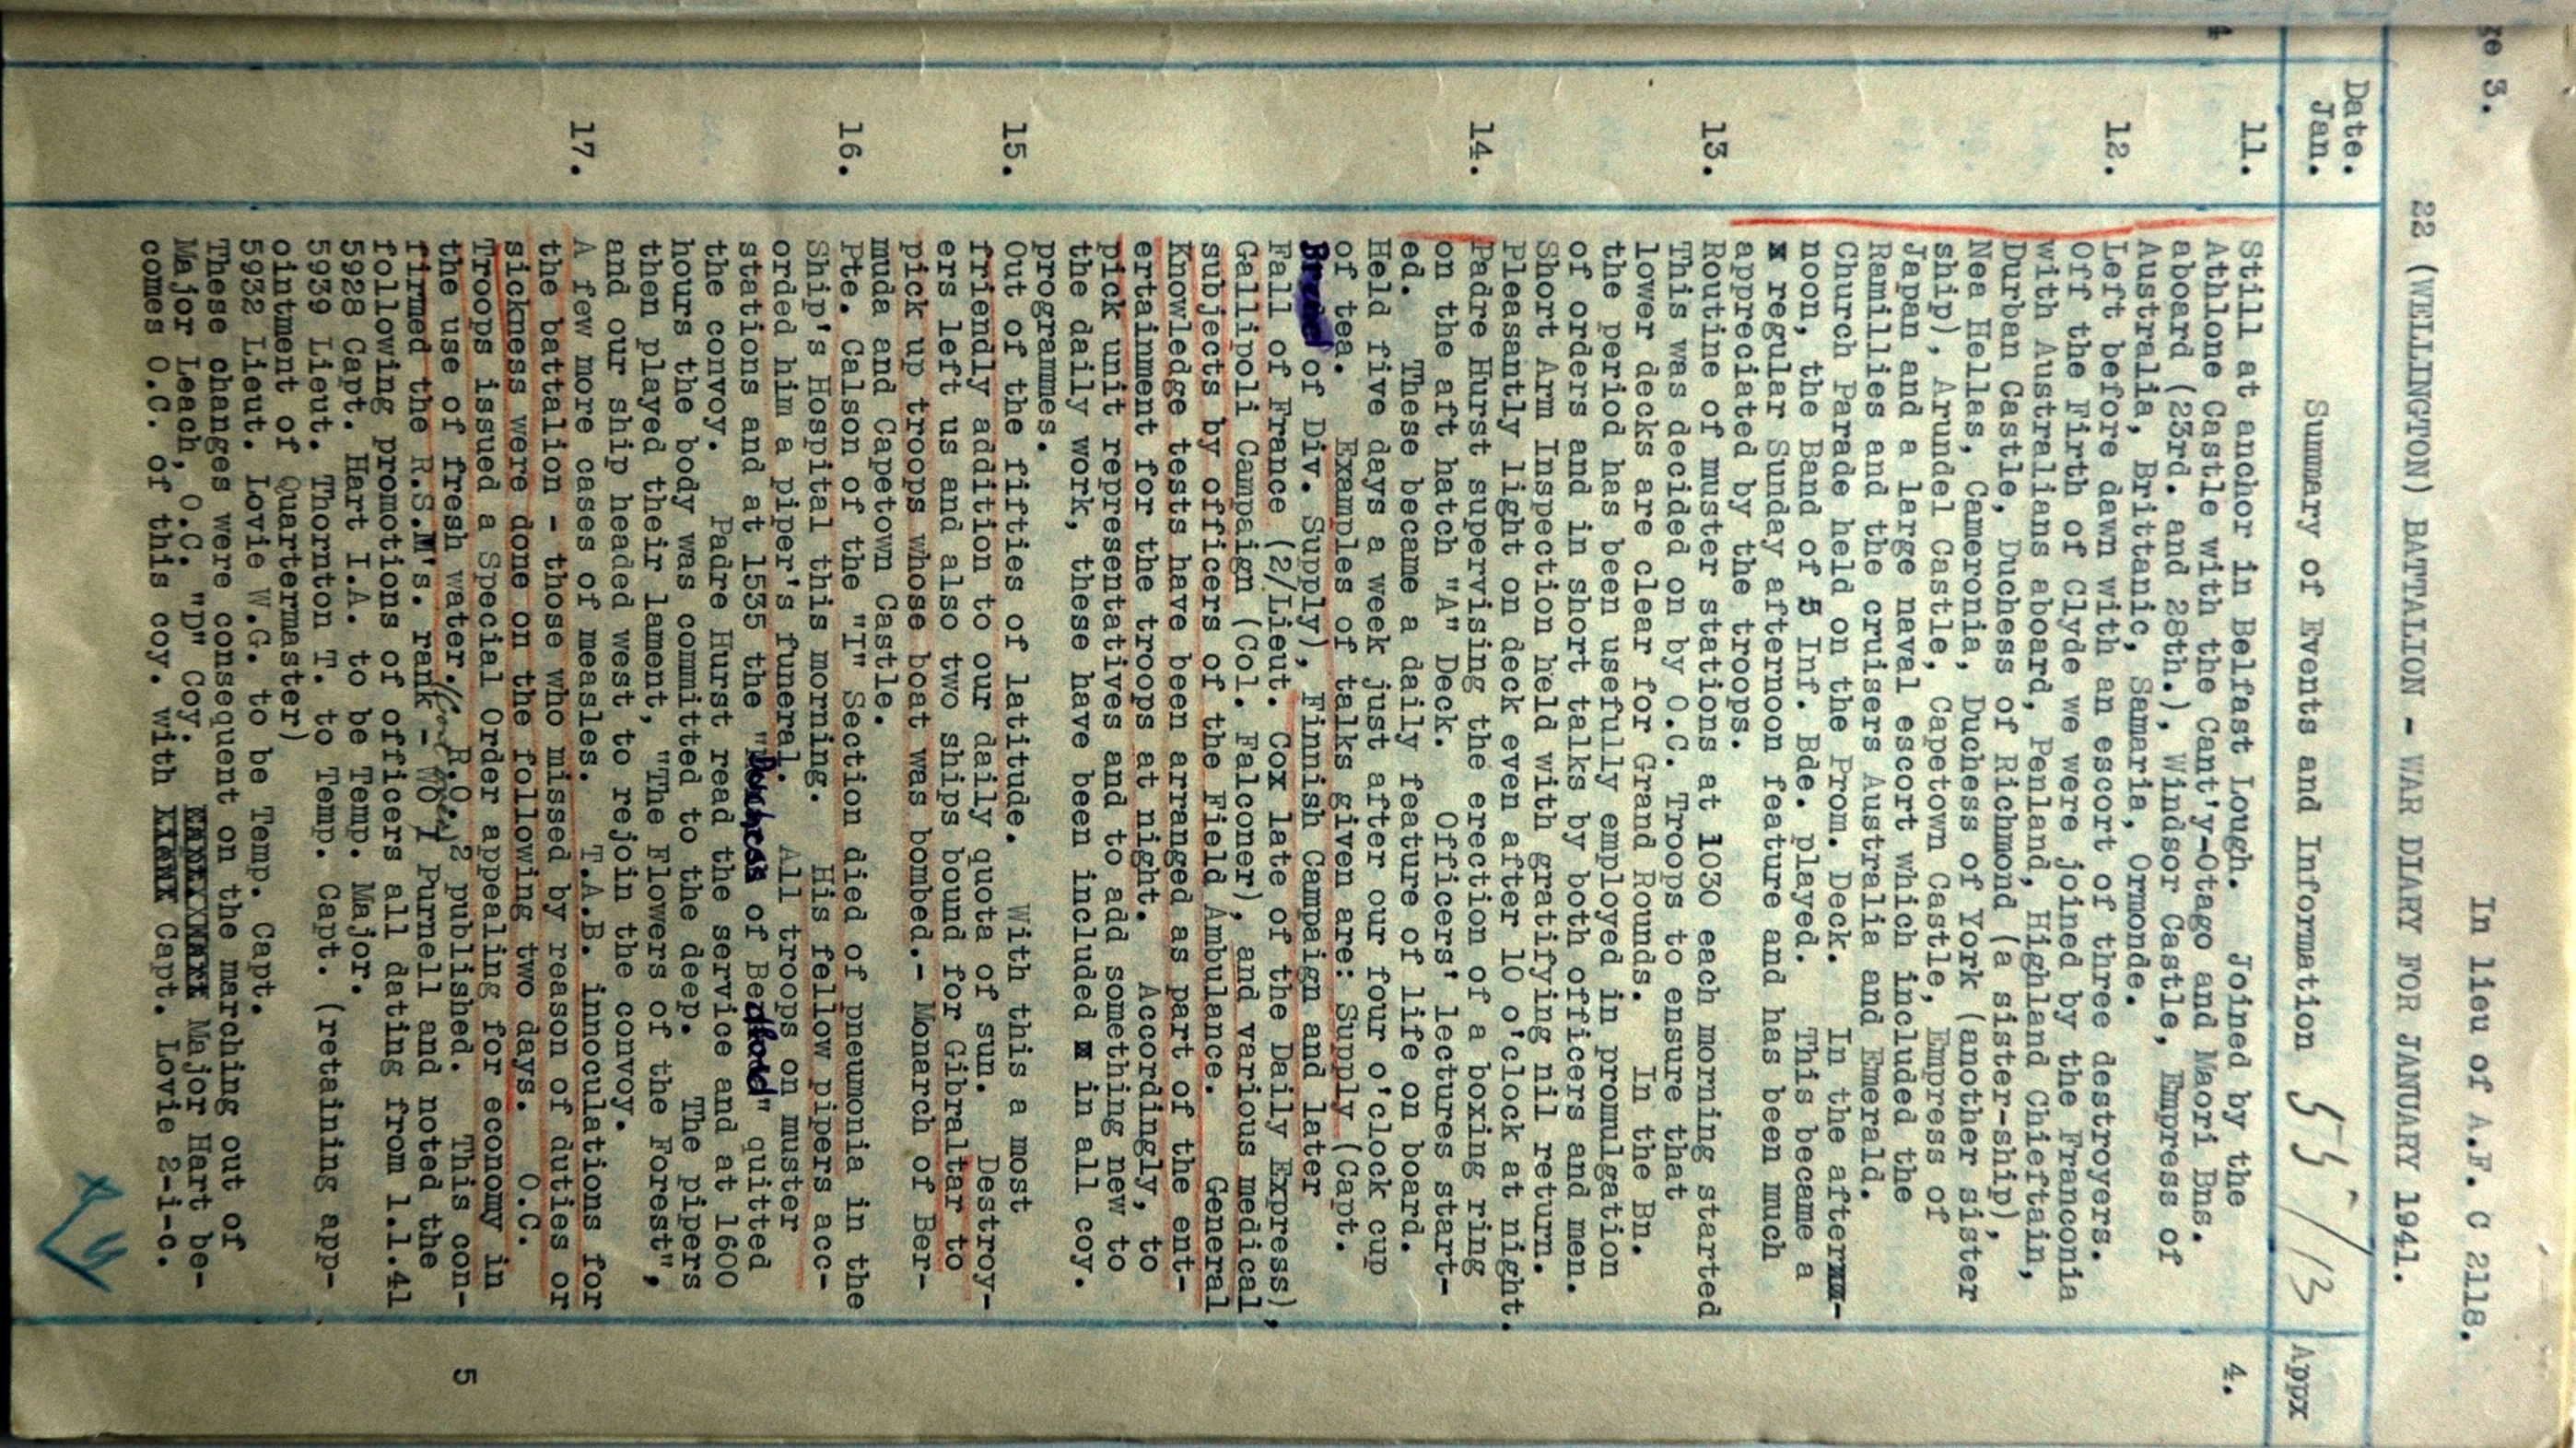 ge 3.
In lieu of A.F. C 2118.
22 (WELLINGTON) BATTALION - WAR DIARY FOR JANUARY 1941.
Date. Jan.
Summary of Events and Information 55/13
Appx
11. Still at anchor in Belfast Lough. Joined by the 4.
Athlone Castle with the Cant'y-Otago and Maori Bns.
aboard (23rd. and 28th.), Windsor Castle, Empress of
Australia, Brittanic, Samaria, Ormonde.
12. Left before dawn with an escort of three destroyers.
Off the Firth of Clyde we were joined by the Franconia
with Australians aboard, Penland, Highland Chieftain,
Durban Castle, Duchess of Richmond (a sister-ship),
Nea Hellas, Cameronia, Duchess of York (another sister
ship), Arundel Castle, Capetown Castle, Empress of
Japan and a large naval escort which included the
Ramillies and the cruisers Australia and Emerald.
Church Parade held on the Prom. Deck. In the after-
noon, the Band of 5 Inf. Bde. played. This became a
regular Sunday afternoon feature and has been much
appreciated by the troops.
13. Routine of muster stations at 1030 each morning started
This was decided on by O.C. Troops to ensure that
lower decks are clear for Grand Rounds. In the Bn.
the period has been usefully employed in promulgation
of orders and in short talks by both officers and men.
Short Arm Inspection held with gratifying nil return.
Pleasantly light on deck even after 10 o'clock at night.
14. Padre Hurst supervising the erection of a boxing ring
on the aft hatch "A" Deck. Officers' lectures start-
ed. These became a daily feature of life on board.
Held five days a week just after our four o'clock cup
of tea. Examples of talks given are: Supply (Capt.
of Div. Supply), Finnish Campaign and later
Fall of France (2/Lieut. Cox late of the Daily Express),
Gallipoli Campaign (Col. Falconer), and various medical
subjects by officers of the Field Ambulance. General
Knowledge tests have been arranged as part of the ent-
ertainment for the troops at night. Accordingly, to
pick unit representatives and to add something new to
the daily work, these have been included in all coy.
programmes.
15. Out of the fifties of latitude. With this a most
friendly addition to our daily quota of sun. Destroy-
ers left us and also two ships bound for Gibraltar to
pick up troops whose boat was bombed.- Monarch of Ber-
muda and Capetown Castle.
16. Pte. Calson of the "I" Section died of pneumonia in the
Ship's Hospital this morning. His fellow pipers acc-
orded him a piper's funeral. All troops on muster
stations and at 1535 the "Duchess of Bedford" quitted
the convoy. Padre Hurst read the service and at 1600
hours the body was committed to the deep. The pipers
then played their lament, "The Flowers of the Forest",
and our ship headed west to rejoin the convoy.
17. A few more cases of measles. T.A.B. innoculations for
the battalion - those who missed by reason of duties or
sickness were done on the following two days. O.C.
Troops issued a Special Order appealing for economy in
the use of fresh water. R.O. 2 published. This con- 5
firmed the R.S.M's. rank - WO I Purnell and noted the
following promotions of officers all dating from 1.1.41
5928 Capt. Hart I.A. to be Temp. Major.
5939 Lieut. Thornton T. to Temp. Capt. (retaining app-
ointment of Quartermaster)
5932 Lieut. Lovie W.G. to be Temp. Capt.
These changes were consequent on the marching out of
Major Leach, O.C. "D" Coy. Major Hart be-
comes O.C. of this coy. with Capt. Lovie 2-i-c.